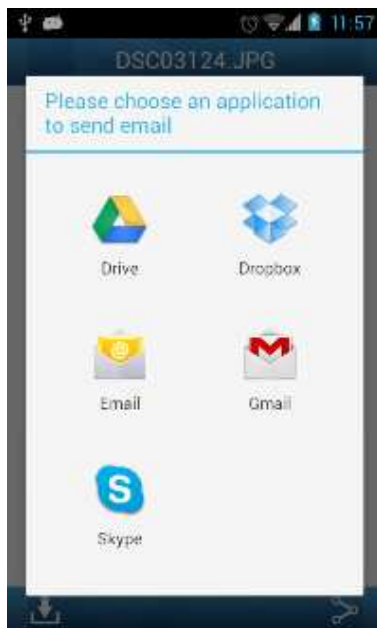 11:57
DSC03124.JPG
Please choose an application
to send email
Drive
Dropbox
Email
Gmail
Skype